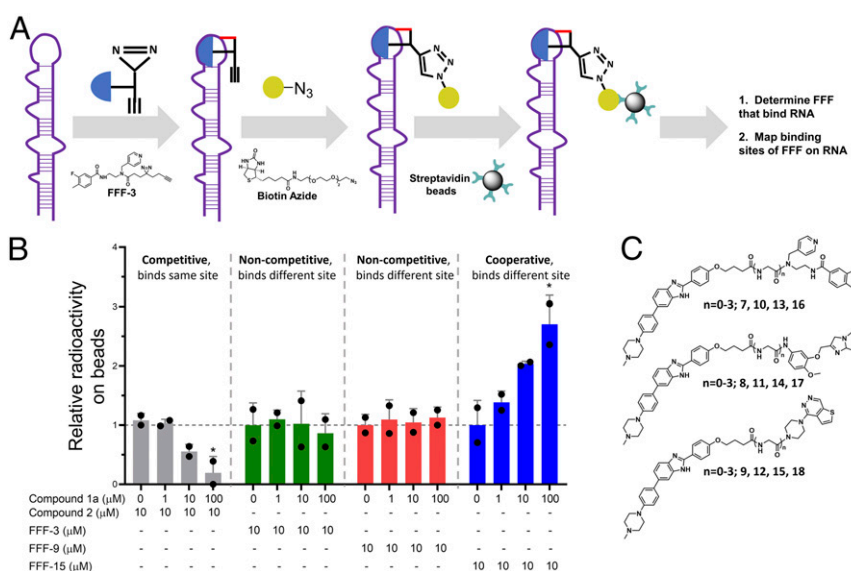 A
N=N
N₃
N=N
N
N=N
N
FFF-3
Biotin Azide
Streptavidin
beads
1. Determine FFF
that bind RNA
2. Map binding
sites of FFF on RNA
B
Competitive,
binds same site
Non-competitive,
binds different site
Non-competitive,
binds different site
Cooperative,
binds different site
Relative radioactivity
on beads
4
3
2
1
0
*
*
Compound 1a (μM) 0 1 10 100 0 1 10 100 0 1 10 100 0 1 10 100
Compound 2 (μM) 10 10 10 10 - - - - - - - - - - - -
FFF-3 (μM) - - - - 10 10 10 10 - - - - - - - -
FFF-9 (μM) - - - - - - - - 10 10 10 10 - - - -
FFF-15 (μM) - - - - - - - - - - - - 10 10 10 10
C
n=0-3; 7, 10, 13, 16
n=0-3; 8, 11, 14, 17
n=0-3; 9, 12, 15, 18